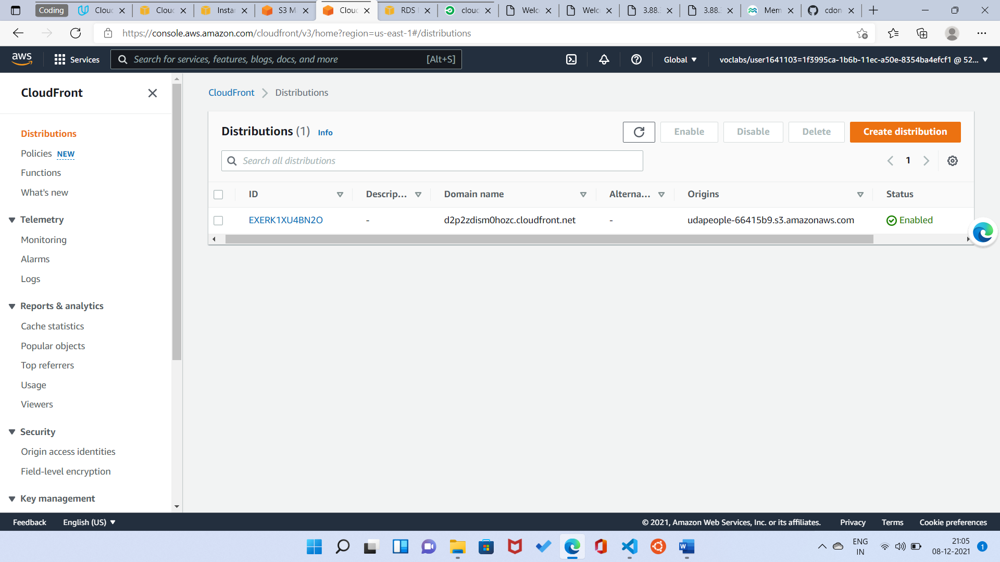 Coding Clouc Clouc Instar S3 M Clouc RDS clouc Welc Welc 3.88. 3.88. Mem cdon
https://console.aws.amazon.com/cloudfront/v3/home?region=us-east-1#/distributions
aws Services Search for services, features, blogs, docs, and more [Alt+S] Global voclabs/user1641103=1f3995ca-1b6b-11ec-a50e-8354ba4efcf1 @ 52...
CloudFront
CloudFront Distributions
Distributions (1) Info Enable Disable Delete Create distribution
Search all distributions 1
ID Descrip... Domain name Alterna... Origins Status
EXERK1XU4BN2O - d2p2zdism0hozc.cloudfront.net - udapeople-66415b9.s3.amazonaws.com Enabled
Distributions
Policies NEW
Functions
What's new
Telemetry
Monitoring
Alarms
Logs
Reports & analytics
Cache statistics
Popular objects
Top referrers
Usage
Viewers
Security
Origin access identities
Field-level encryption
Key management
Feedback English (US) © 2021, Amazon Web Services, Inc. or its affiliates. Privacy Terms Cookie preferences
ENG
IN
21:05
08-12-2021
1